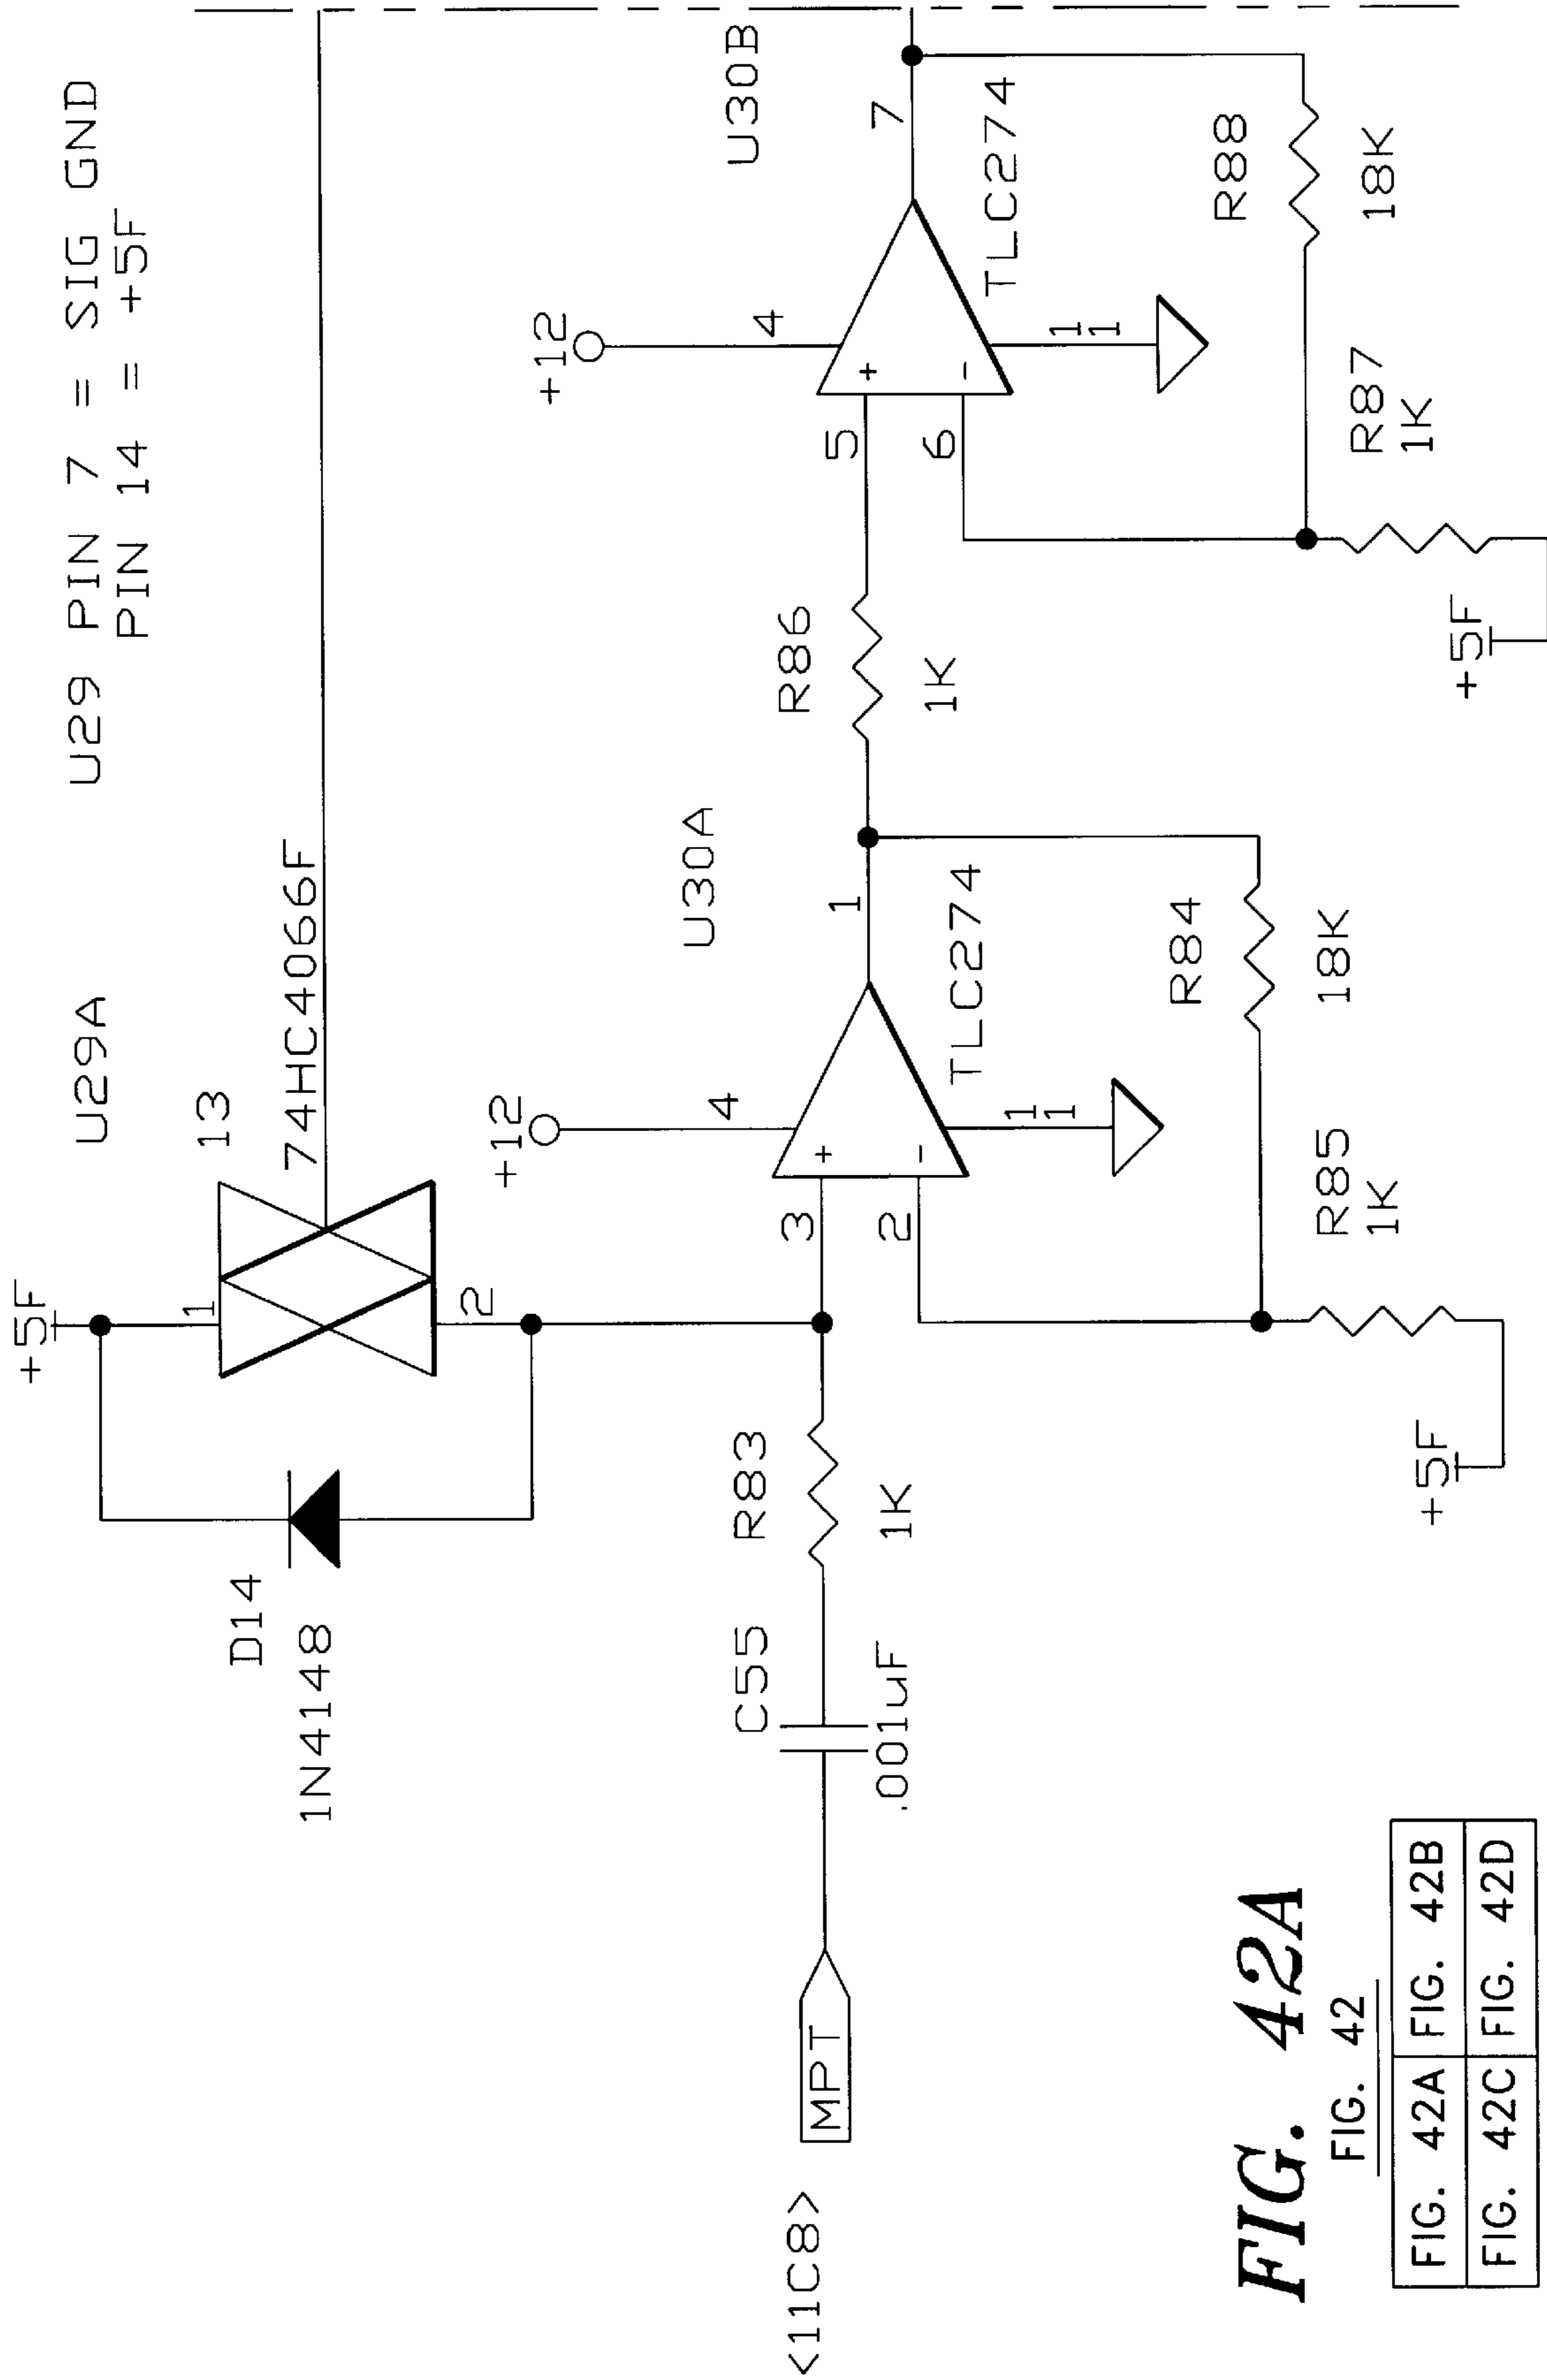 U29 PIN 7 = SIG GND
PIN 14 = +5F
+5F
U29A
1
13
74HC4066F
2
D14
1N4148
+12
4
U30A
3
+
2
-
1
11
TLC274
<11C8>
MPT
C55
.001uF
R83
1K
R84
18K
R85
1K
+5F
R86
1K
+12
4
U30B
5
+
6
-
7
11
TLC274
R88
18K
R87
1K
+5F
FIG. 42A
FIG. 42
FIG. 42A FIG. 42B
FIG. 42C FIG. 42D